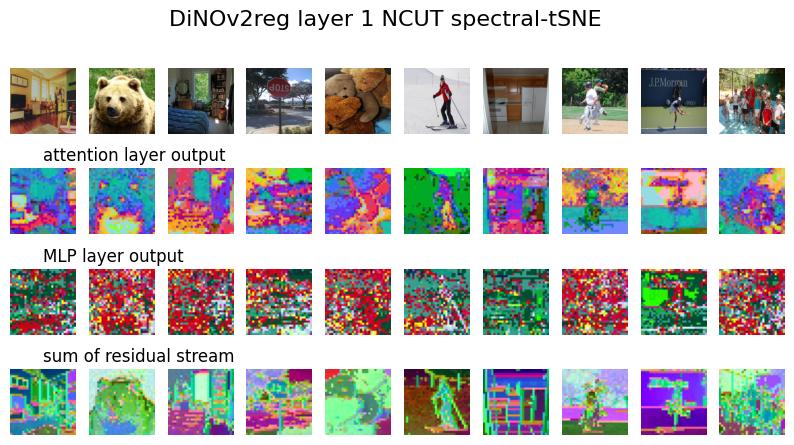 DiNOv2reg layer 1 NCUT spectral-tSNE
STOP
J.P.Morgan
attention layer output
MLP layer output
sum of residual stream